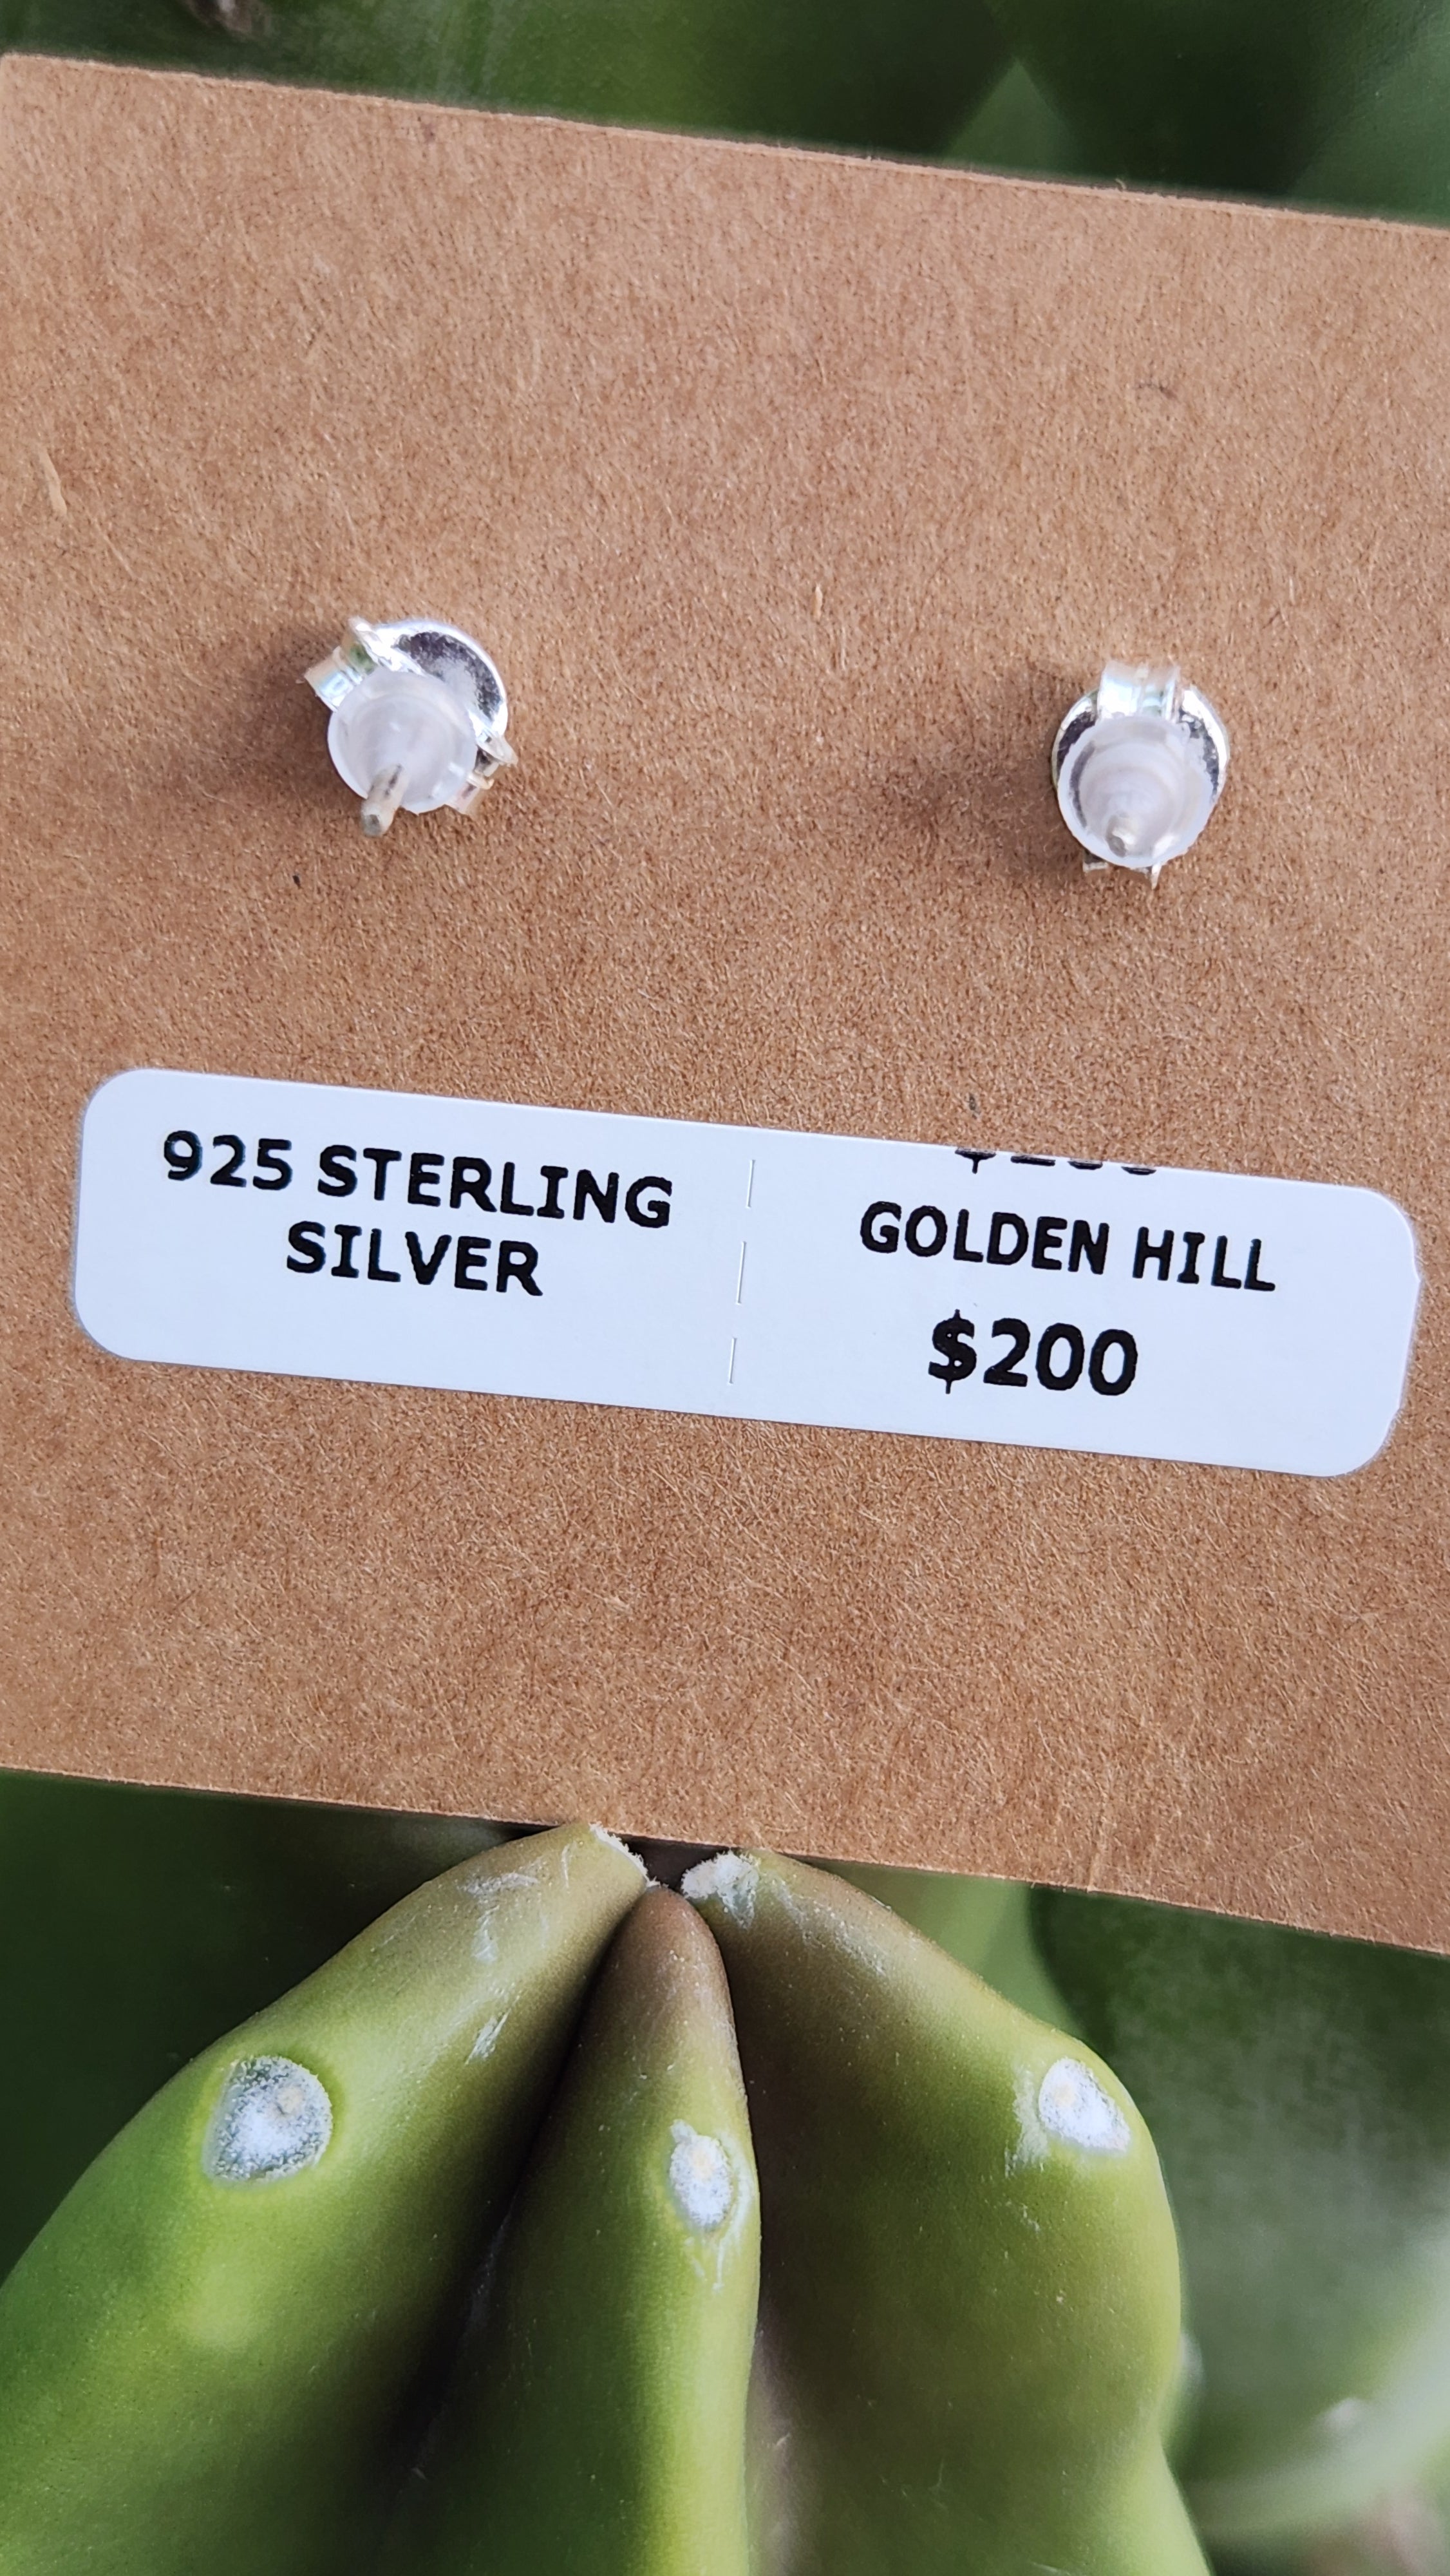 925 STERLING
SILVER
GOLDEN HILL
$200